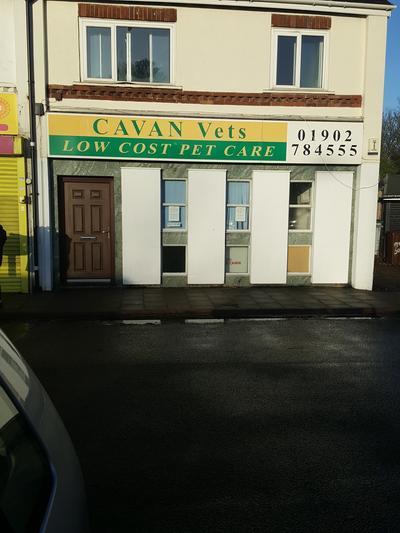 CAVAN Vets
LOW COST PET CARE
01902
784555